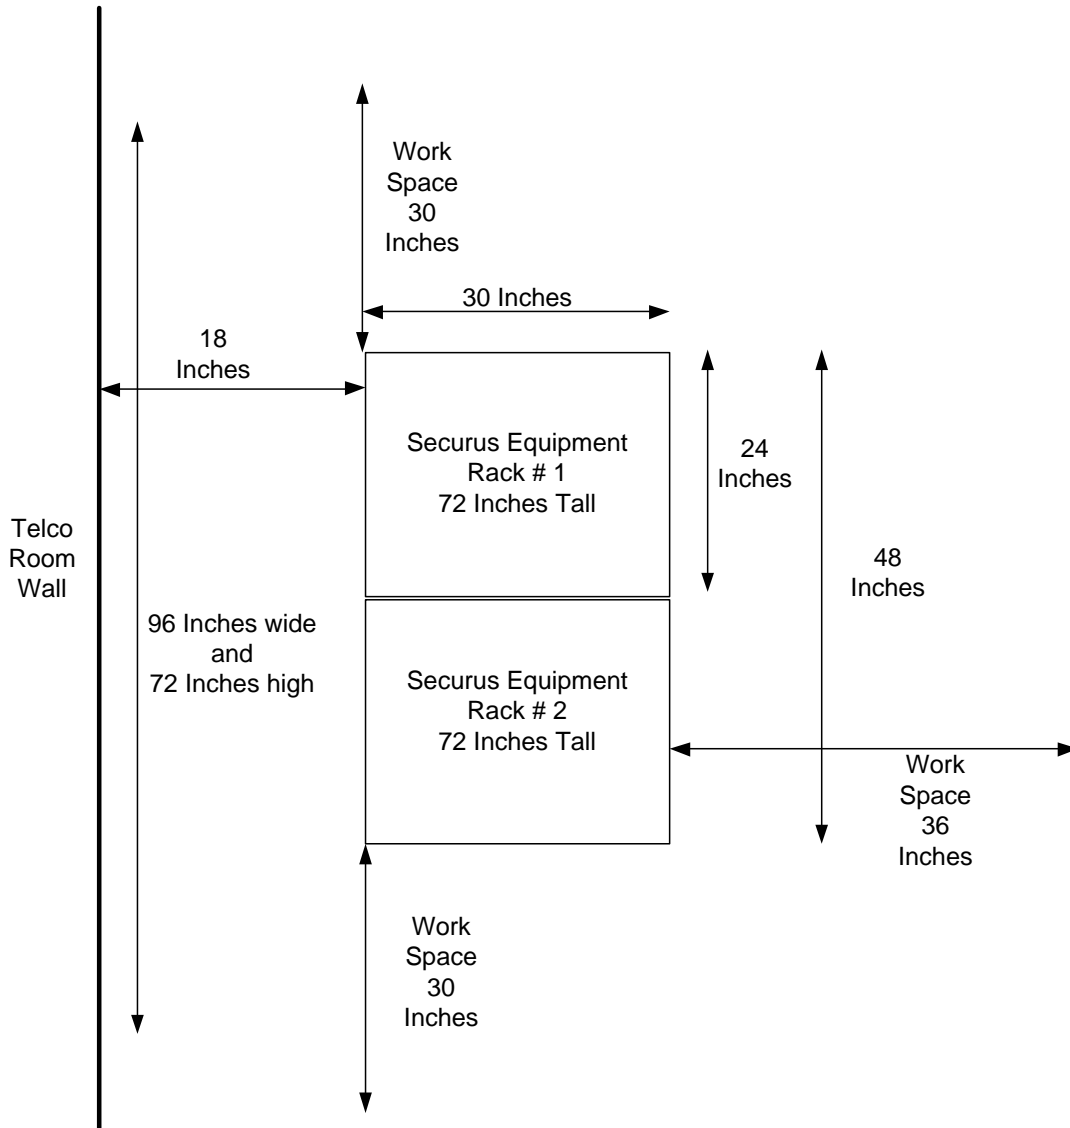 Work
Space
30
Inches
30 Inches
18
Inches
Securus Equipment
Rack # 1
72 Inches Tall
24
Inches
Telco
Room
Wall
48
Inches
96 Inches wide
and
72 Inches high
Securus Equipment
Rack # 2
72 Inches Tall
Work
Space
36
Inches
Work
Space
30
Inches